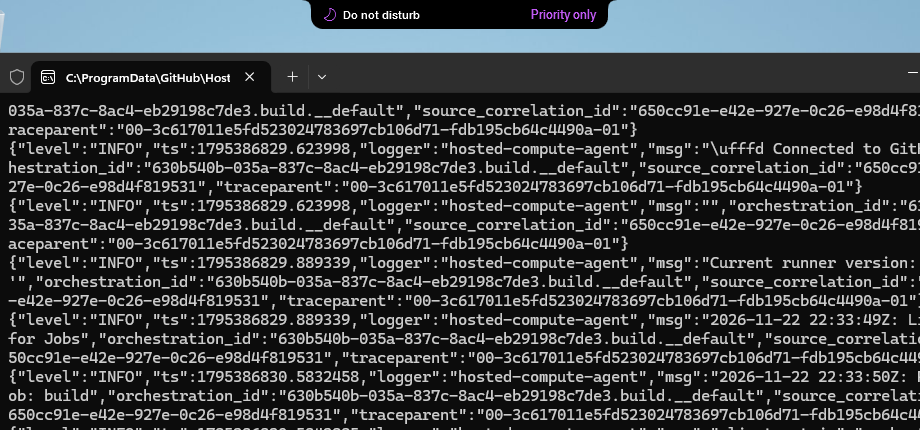 Do not disturb
Priority only
C:\ProgramData\GitHub\Host
035a-837c-8ac4-eb29198c7de3.build.__default","source_correlation_id":"650cc91e-e42e-927e-0c26-e98d4f8
raceparent":"00-3c617011e5fd523024783697cb106d71-fdb195cb64c4490a-01"}
{"level":"INFO","ts":1795386829.623998,"logger":"hosted-compute-agent","msg":"\ufffd Connected to Git
hestration_id":"630b540b-035a-837c-8ac4-eb29198c7de3.build.__default","source_correlation_id":"650cc9
27e-0c26-e98d4f819531","traceparent":"00-3c617011e5fd523024783697cb106d71-fdb195cb64c4490a-01"}
{"level":"INFO","ts":1795386829.623998,"logger":"hosted-compute-agent","msg":"","orchestration_id":"6
35a-837c-8ac4-eb29198c7de3.build.__default","source_correlation_id":"650cc91e-e42e-927e-0c26-e98d4f81
aceparent":"00-3c617011e5fd523024783697cb106d71-fdb195cb64c4490a-01"}
{"level":"INFO","ts":1795386829.889339,"logger":"hosted-compute-agent","msg":"Current runner version:
'","orchestration_id":"630b540b-035a-837c-8ac4-eb29198c7de3.build.__default","source_correlation_id":
-e42e-927e-0c26-e98d4f819531","traceparent":"00-3c617011e5fd523024783697cb106d71-fdb195cb64c4490a-01"
{"level":"INFO","ts":1795386829.889339,"logger":"hosted-compute-agent","msg":"2026-11-22 22:33:49Z: Li
for Jobs","orchestration_id":"630b540b-035a-837c-8ac4-eb29198c7de3.build.__default","source_correlatio
50cc91e-e42e-927e-0c26-e98d4f819531","traceparent":"00-3c617011e5fd523024783697cb106d71-fdb195cb64c449
{"level":"INFO","ts":1795386830.5832458,"logger":"hosted-compute-agent","msg":"2026-11-22 22:33:50Z:
ob: build","orchestration_id":"630b540b-035a-837c-8ac4-eb29198c7de3.build.__default","source_correlati
650cc91e-e42e-927e-0c26-e98d4f819531","traceparent":"00-3c617011e5fd523024783697cb106d71-fdb195cb64c44